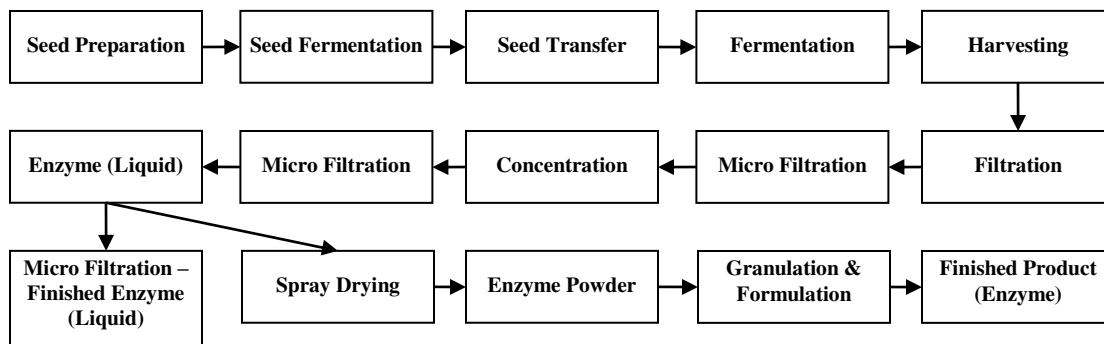 Seed Preparation
Seed Fermentation
Seed Transfer
Fermentation
Harvesting
Enzyme (Liquid)
Micro Filtration
Concentration
Micro Filtration
Filtration
Micro Filtration –
Finished Enzyme
(Liquid)
Spray Drying
Enzyme Powder
Granulation &
Formulation
Finished Product
(Enzyme)